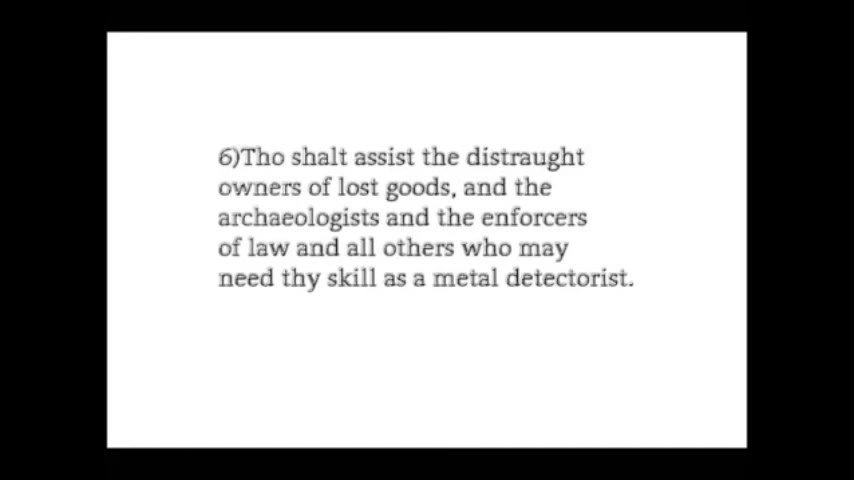 6)Tho shalt assist the distraught
owners of lost goods, and the
archaeologists and the enforcers
of law and all others who may
need thy skill as a metal detectorist.